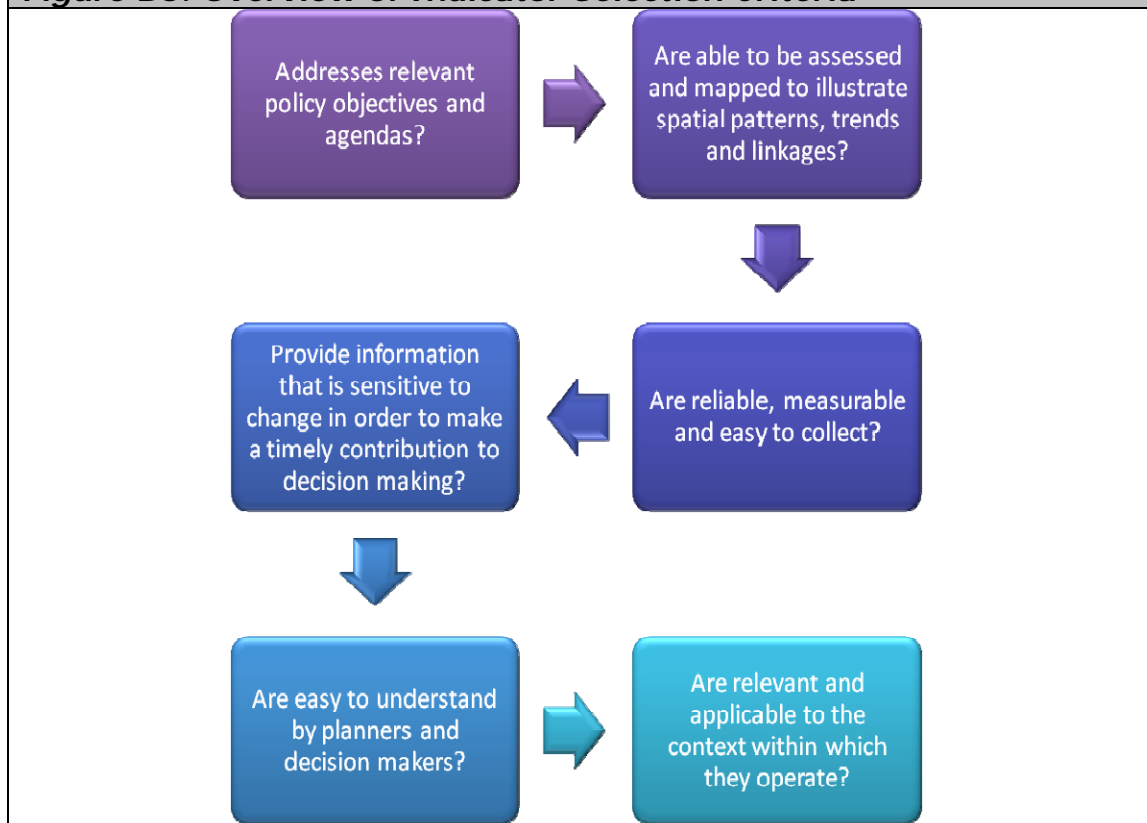 Addresses relevant
policy objectives and
agendas?
Are able to be assessed
and mapped to illustrate
spatial patterns, trends
and linkages?
Are reliable, measurable
and easy to collect?
Provide information
that is sensitive to
change in order to make
a timely contribution to
decision making?
Are easy to understand
by planners and
decision makers?
Are relevant and
applicable to the
context within which
they operate?